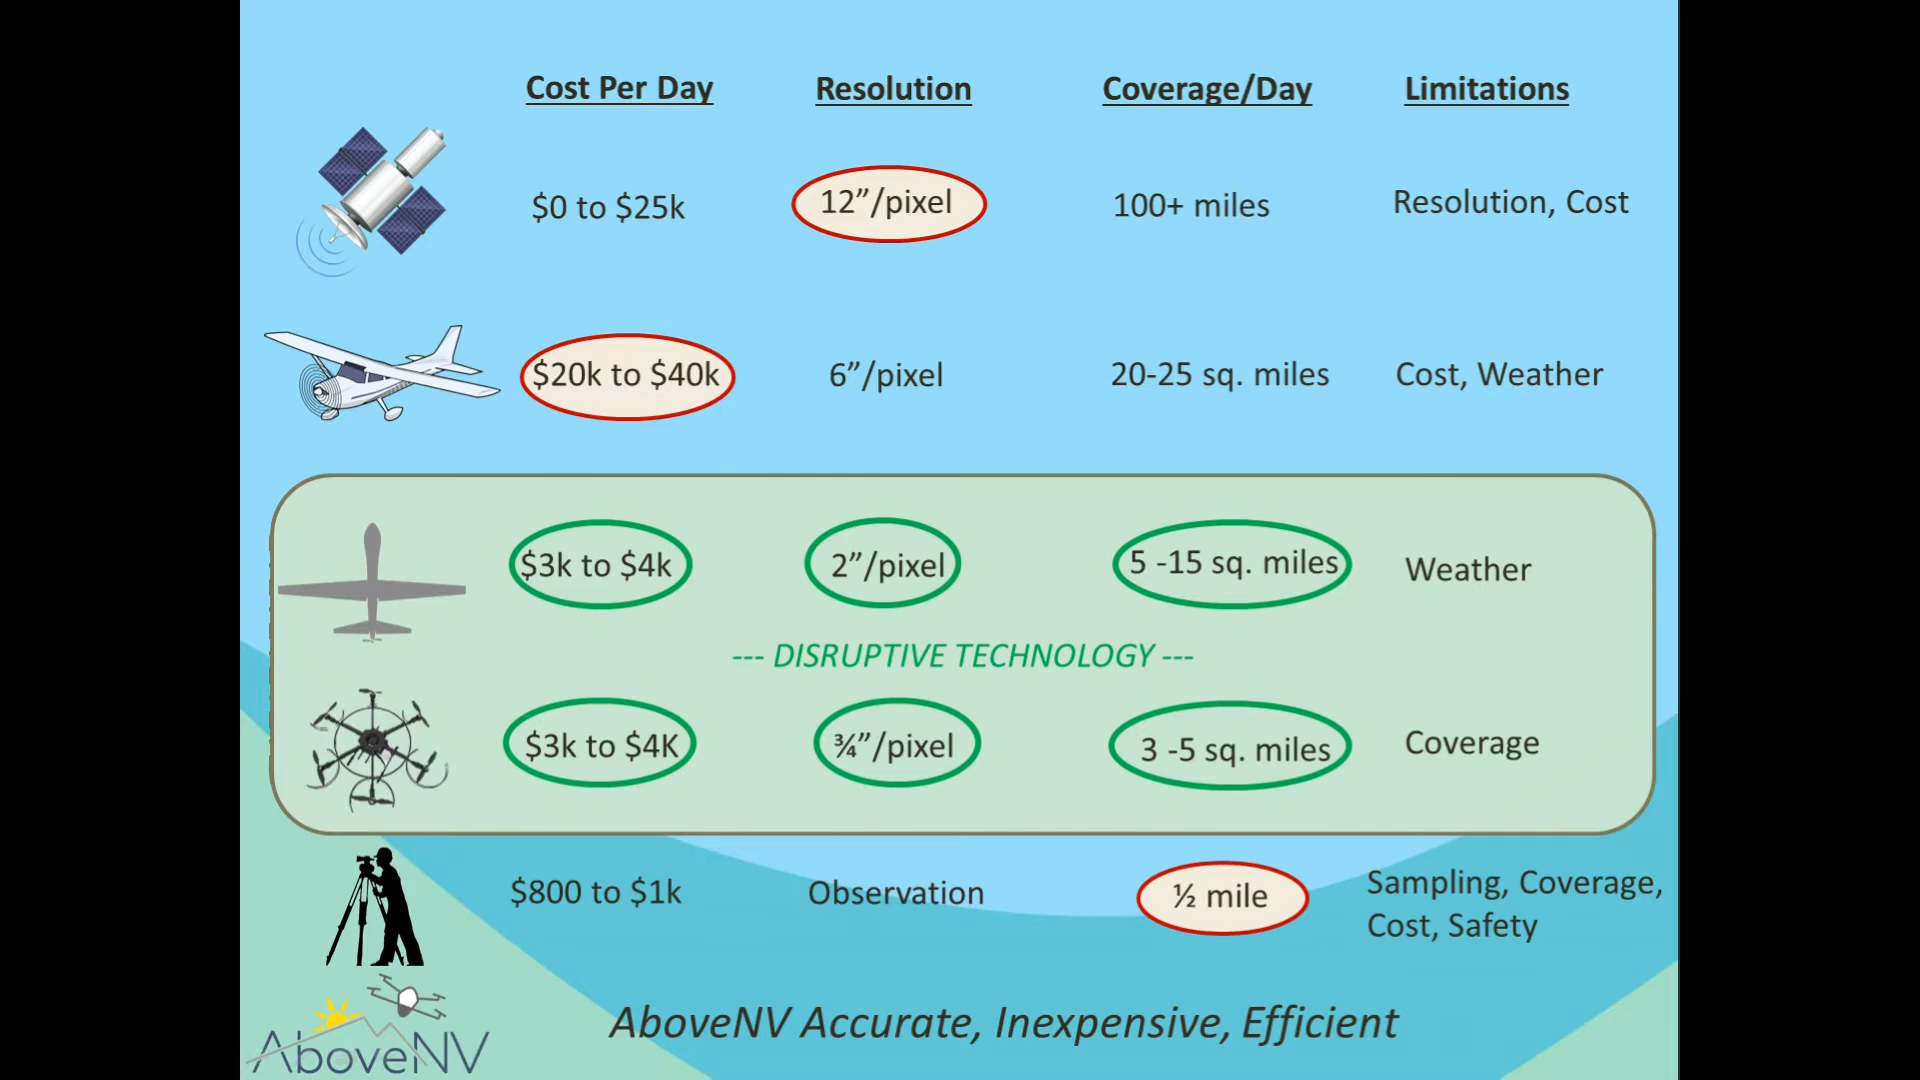 Cost Per Day Resolution Coverage/Day Limitations
$0 to $25k 12”/pixel 100+ miles Resolution, Cost
$20k to $40k 6”/pixel 20-25 sq. miles Cost, Weather
$3k to $4k 2”/pixel 5 -15 sq. miles Weather
--- DISRUPTIVE TECHNOLOGY ---
$3k to $4K ¾”/pixel 3 -5 sq. miles Coverage
$800 to $1k Observation ½ mile Sampling, Coverage,
Cost, Safety
AboveNV Accurate, Inexpensive, Efficient
AboveNV